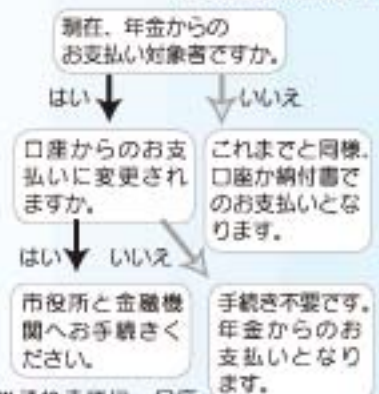 現在、年金からの
お支払い対象者ですか。
はい
いいえ
口座からのお支
払いに変更され
ますか。
これまでと同様、
口座か納付書で
のお支払いとな
ります。
はい
いいえ
市役所と金融機
関へお手続きく
ださい。
手続き不要です。
年金からのお
支払いとなり
ます。